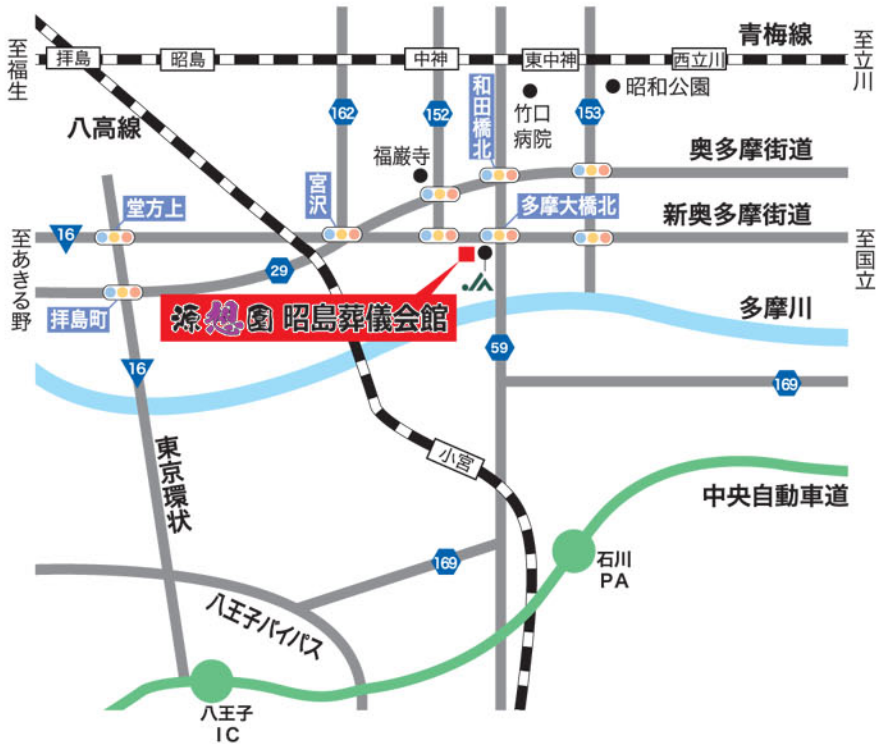 青梅線
至福生
拝島
昭島
中神
東中神
西立川
至立川
昭和公園
162
152
和田橋北
竹口
病院
153
八高線
福厳寺
奥多摩街道
宮沢
堂方上
多摩大橋北
新奥多摩街道
16
至あきる野
至国立
29
拝島町
源想園 昭島葬儀会館
多摩川
16
59
169
東京環状
小宮
中央自動車道
石川
PA
169
八王子バイパス
八王子
IC